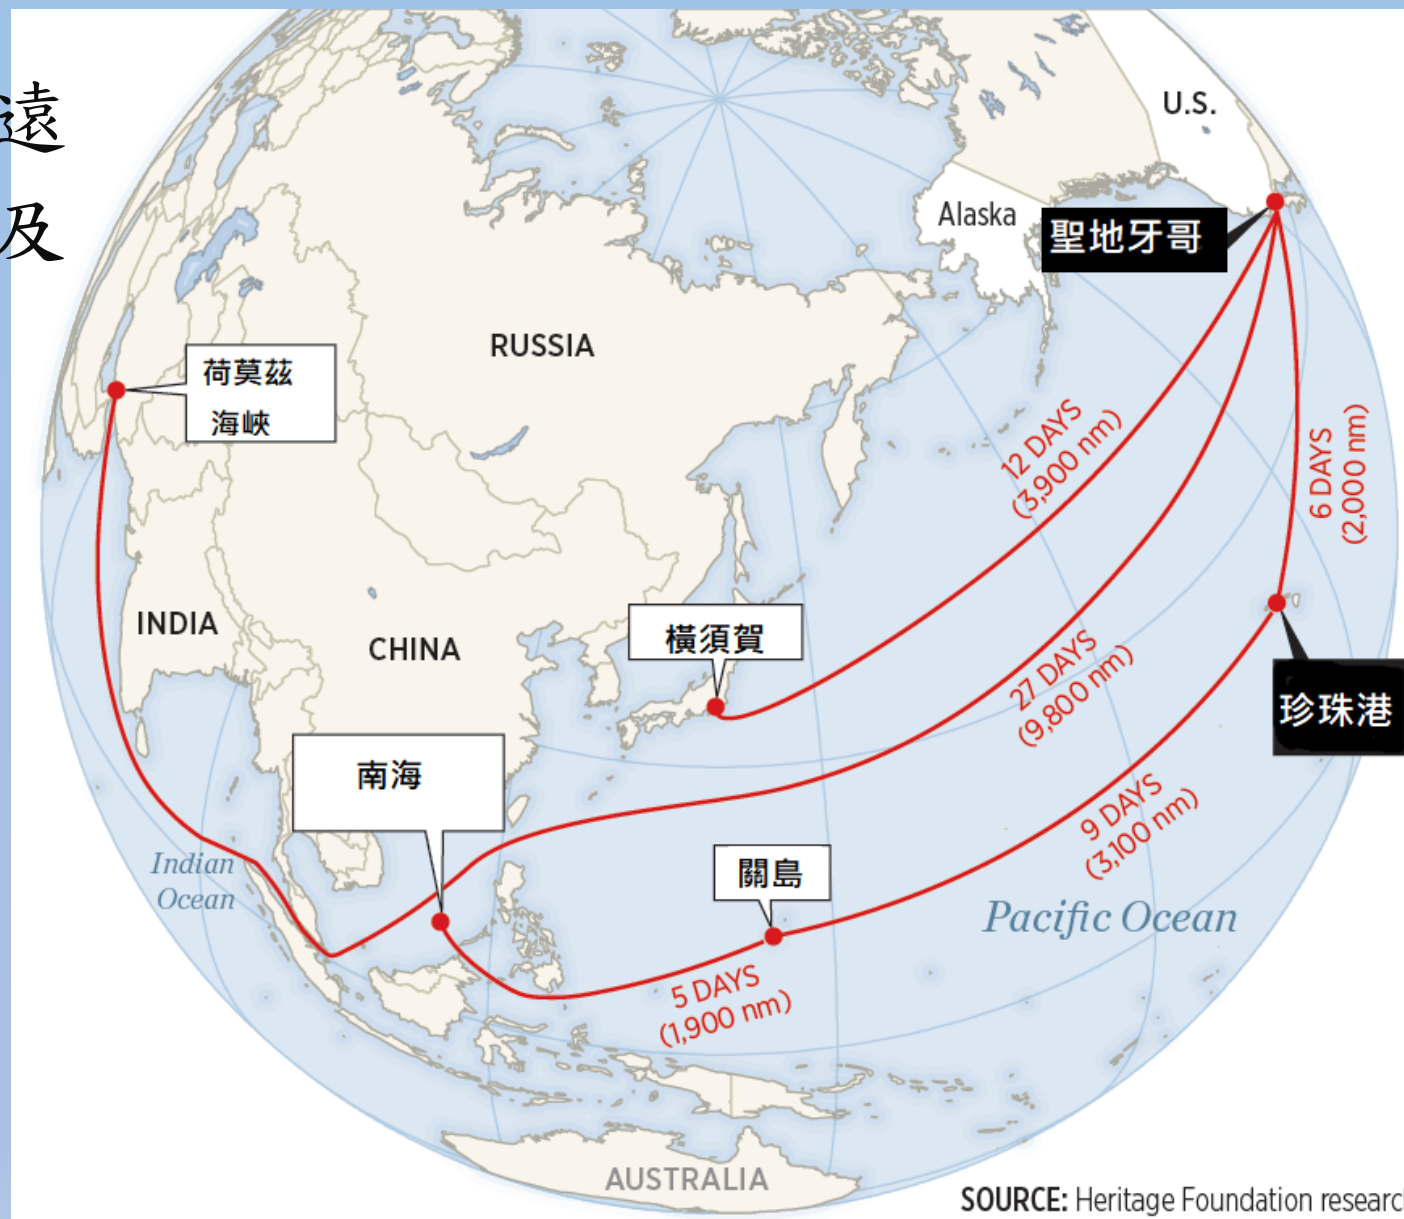 遠
及
U.S.
Alaska
聖地牙哥
RUSSIA
荷莫茲
海峽
12 DAYS
(3,900 nm)
6 DAYS
(2,000 nm)
INDIA
CHINA
橫須賀
27 DAYS
(9,800 nm)
珍珠港
南海
9 DAYS
(3,100 nm)
Indian
Ocean
關島
Pacific Ocean
5 DAYS
(1,900 nm)
AUSTRALIA
SOURCE: Heritage Foundation research